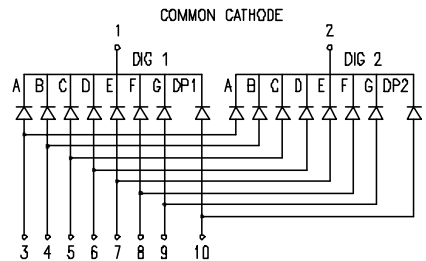 COMMON CATHODE
1 2
DIG 1 DIG 2
A B C D E F G DP1 A B C D E F G DP2
3 4 5 6 7 8 9 10